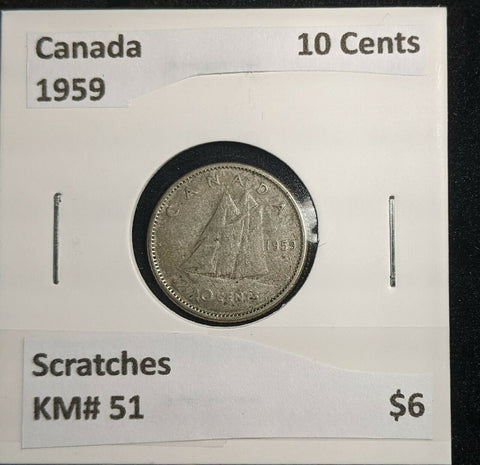 Canada 10 Cents
1959
CANADA
1959
10 CENTS
Scratches
KM# 51 $6